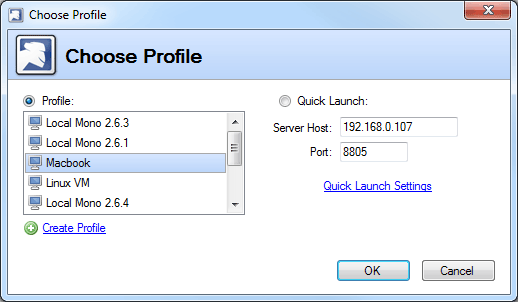 Choose Profile
Choose Profile
Profile:
Local Mono 2.6.3
Local Mono 2.6.1
Macbook
Linux VM
Local Mono 2.6.4
Create Profile
Quick Launch:
Server Host: 192.168.0.107
Port: 8805
Quick Launch Settings
OK
Cancel